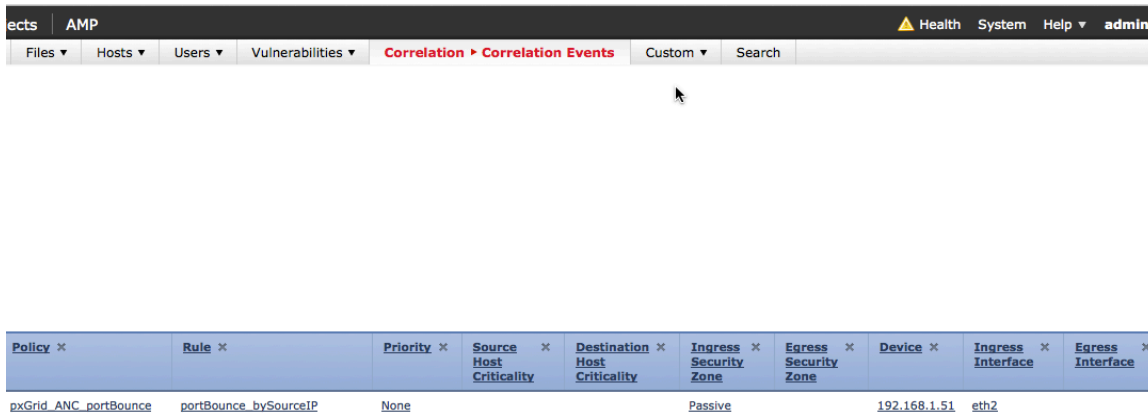 ects AMP Health System Help ▼ admin
Files ▼ Hosts ▼ Users ▼ Vulnerabilities ▼ Correlation ▸ Correlation Events Custom ▼ Search
Policy × Rule × Priority × Source × Destination × Ingress × Egress × Device × Ingress × Egress ×
Host Host Security Security Interface Interface
Criticality Criticality Zone Zone
pxGrid_ANC_portBounce portBounce_bySourceIP None Passive 192.168.1.51 eth2